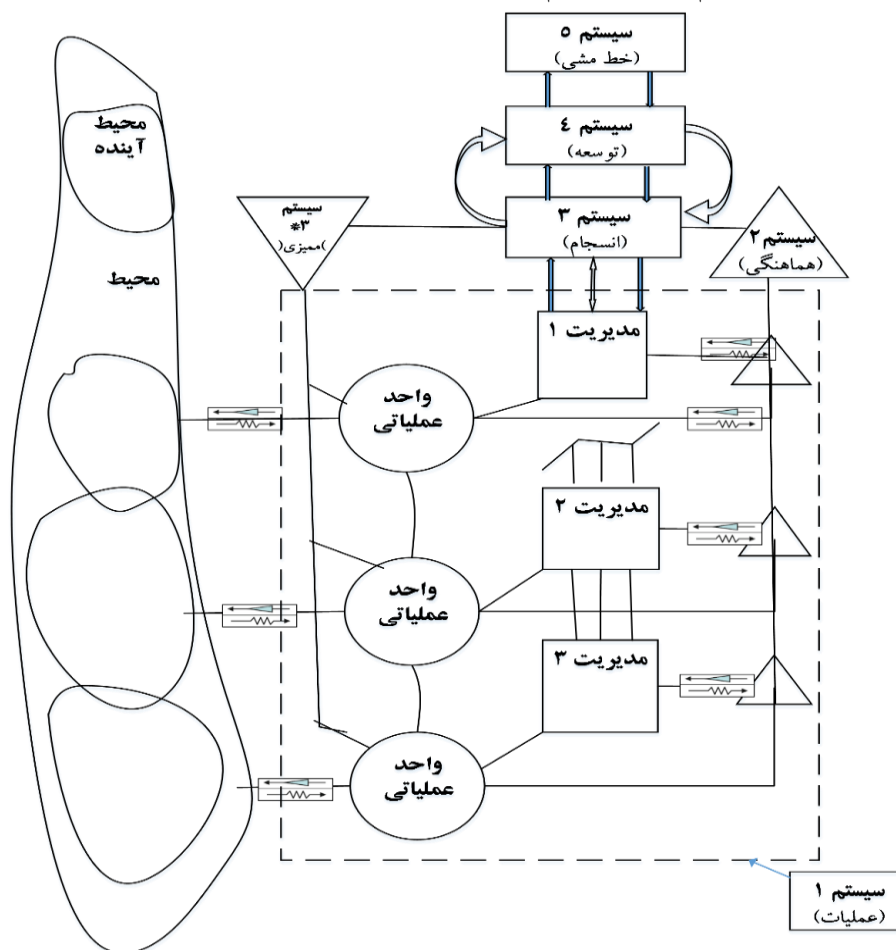 سیستم ۵
(خط مشی)
سیستم ۴
(توسعه)
سیستم ۳
(انسجام)
سیستم ۲
(هماهنگی)
سیستم
*۳
)ممیزی(
محیط
آینده
محیط
مدیریت ۱
واحد
عملیاتی
مدیریت ۲
واحد
عملیاتی
مدیریت ۳
واحد
عملیاتی
سیستم ۱
(عملیات)